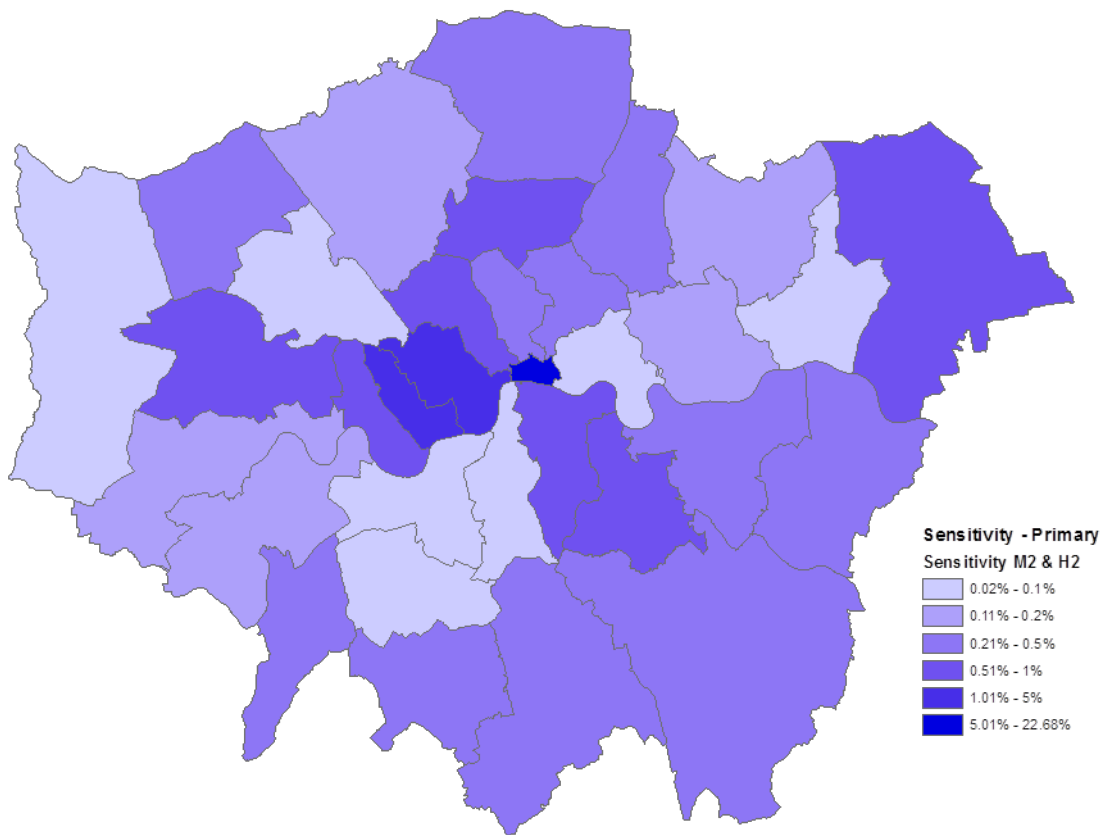 Sensitivity - Primary
Sensitivity M2 & H2
0.02% - 0.1%
0.11% - 0.2%
0.21% - 0.5%
0.51% - 1%
1.01% - 5%
5.01% - 22.68%